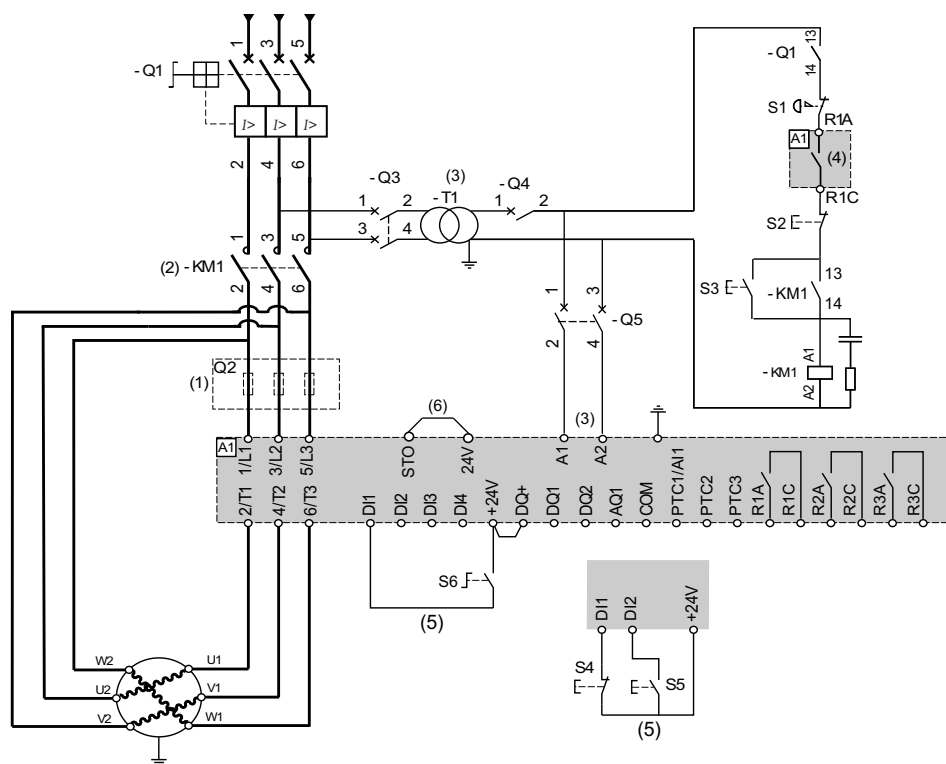 1 3 5
-Q1
I> I> I>
2 4 6
-Q3 (3) -Q4
1 2 -T1 1 2
3 4
13
-Q1
14
S1
R1A
A1 (4)
R1C
S2
1 3 5
(2) -KM1
2 4 6
1 3
-Q5
2 4
S3 -KM1 13
14
-KM1 A1
A2
Q2
(1)
(6)
(3)
A1 1/L1 3/L2 5/L3 STO 24V A1 A2
2/T1 4/T2 6/T3 DI1 DI2 DI3 DI4 +24V DQ+ DQ1 DQ2 AQ1 COM PTC1/AI1 PTC2 PTC3 R1A R1C R2A R2C R3A R3C
S6
(5)
DI1 DI2 +24V
S4 S5
(5)
W2 U1
U2 V1
V2 W1